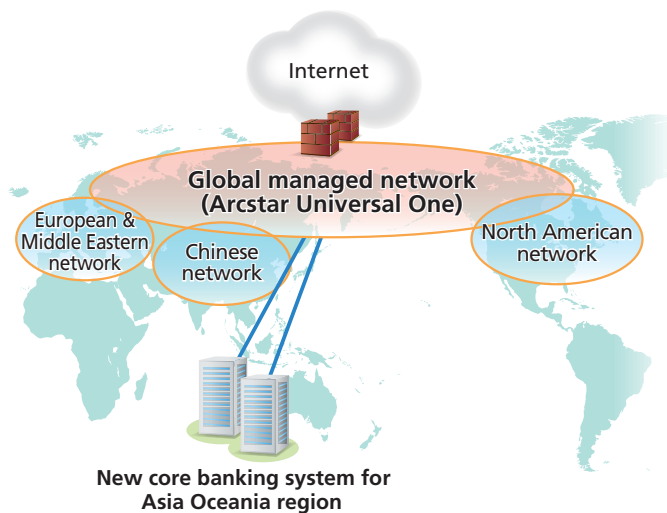 Internet
Global managed network
(Arcstar Universal One)
European &
Middle Eastern
network
Chinese
network
North American
network
New core banking system for
Asia Oceania region